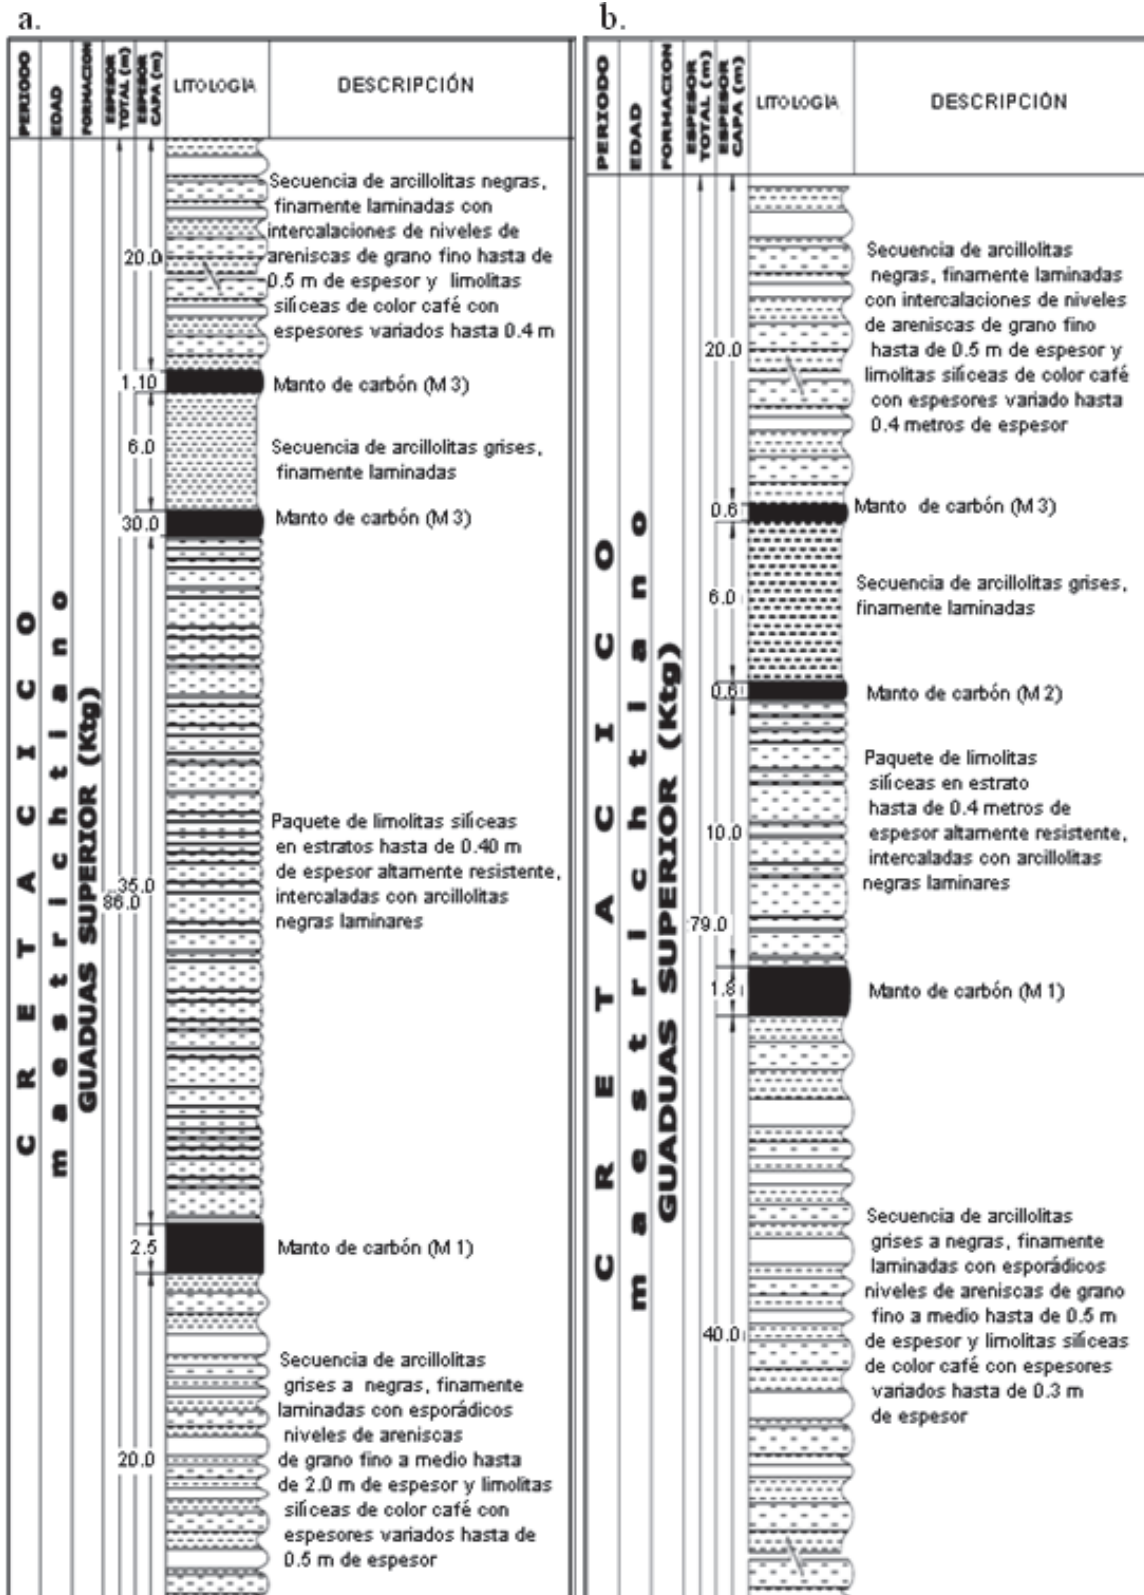 a.
PERIODO
EDAD
FORMACION
ESPESOR TOTAL (m)
ESPESOR CAPA (m)
LITOLOGIA
DESCRIPCIÓN
CRETACICO
maestrichtiano
GUADUAS SUPERIOR (Ktg)
86.0
20.0
Secuencia de arcillolitas negras,
finamente laminadas con
intercalaciones de niveles de
areniscas de grano fino hasta de
0.5 m de espesor y limolitas
silíceas de color café con
espesores variados hasta 0.4 m
1.10
Manto de carbón (M 3)
6.0
Secuencia de arcillolitas grises,
finamente laminadas
30.0
Manto de carbón (M 3)
35.0
Paquete de limolitas silíceas
en estratos hasta de 0.40 m
de espesor altamente resistente,
intercaladas con arcillolitas
negras laminares
2.5
Manto de carbón (M 1)
20.0
Secuencia de arcillolitas
grises a negras, finamente
laminadas con esporádicos
niveles de areniscas
de grano fino a medio hasta
de 2.0 m de espesor y limolitas
silíceas de color café con
espesores variados hasta de
0.5 m de espesor
b.
PERIODO
EDAD
FORMACION
ESPESOR TOTAL (m)
ESPESOR CAPA (m)
LITOLOGIA
DESCRIPCIÓN
CRETACICO
maestrichtiano
GUADUAS SUPERIOR (Ktg)
79.0
20.0
Secuencia de arcillolitas
negras, finamente laminadas
con intercalaciones de niveles
de areniscas de grano fino
hasta de 0.5 m de espesor y
limolitas silíceas de color café
con espesores variado hasta
0.4 metros de espesor
0.6
Manto de carbón (M 3)
6.0
Secuencia de arcillolitas grises,
finamente laminadas
0.6
Manto de carbón (M 2)
10.0
Paquete de limolitas
silíceas en estrato
hasta de 0.4 metros de
espesor altamente resistente,
intercaladas con arcillolitas
negras laminares
1.8
Manto de carbón (M 1)
40.0
Secuencia de arcillolitas
grises a negras, finamente
laminadas con esporádicos
niveles de areniscas de grano
fino a medio hasta de 0.5 m
de espesor y limolitas silíceas
de color café con espesores
variados hasta de 0.3 m
de espesor